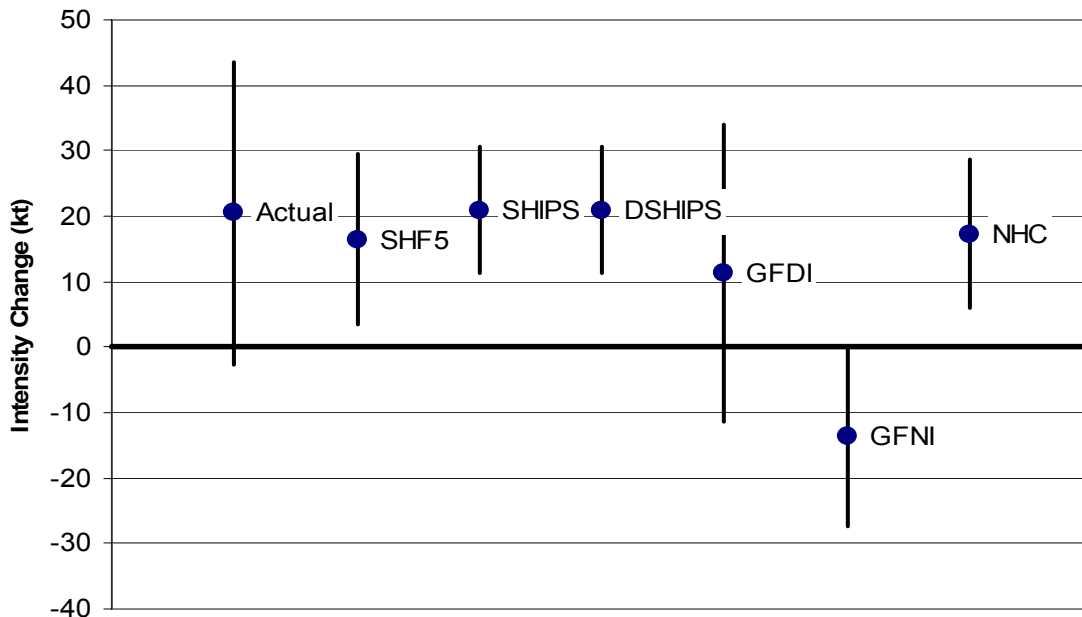 50
40
30
20
10
0
-10
-20
-30
-40
Intensity Change (kt)
Actual
SHF5
SHIPS
DSHIPS
GFDI
GFNI
NHC